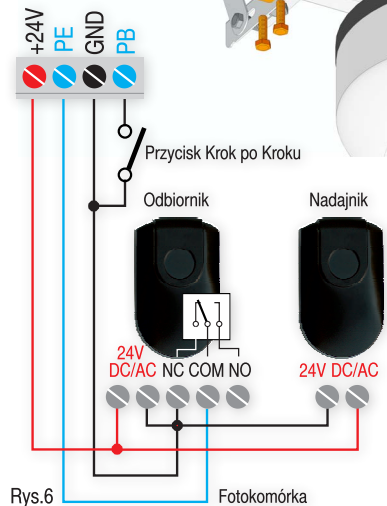 +24V PE GND PB
Przycisk Krok po Kroku
Odbiornik
Nadajnik
24V
DC/AC NC COM NO
24V DC/AC
Rys.6
Fotokomórka